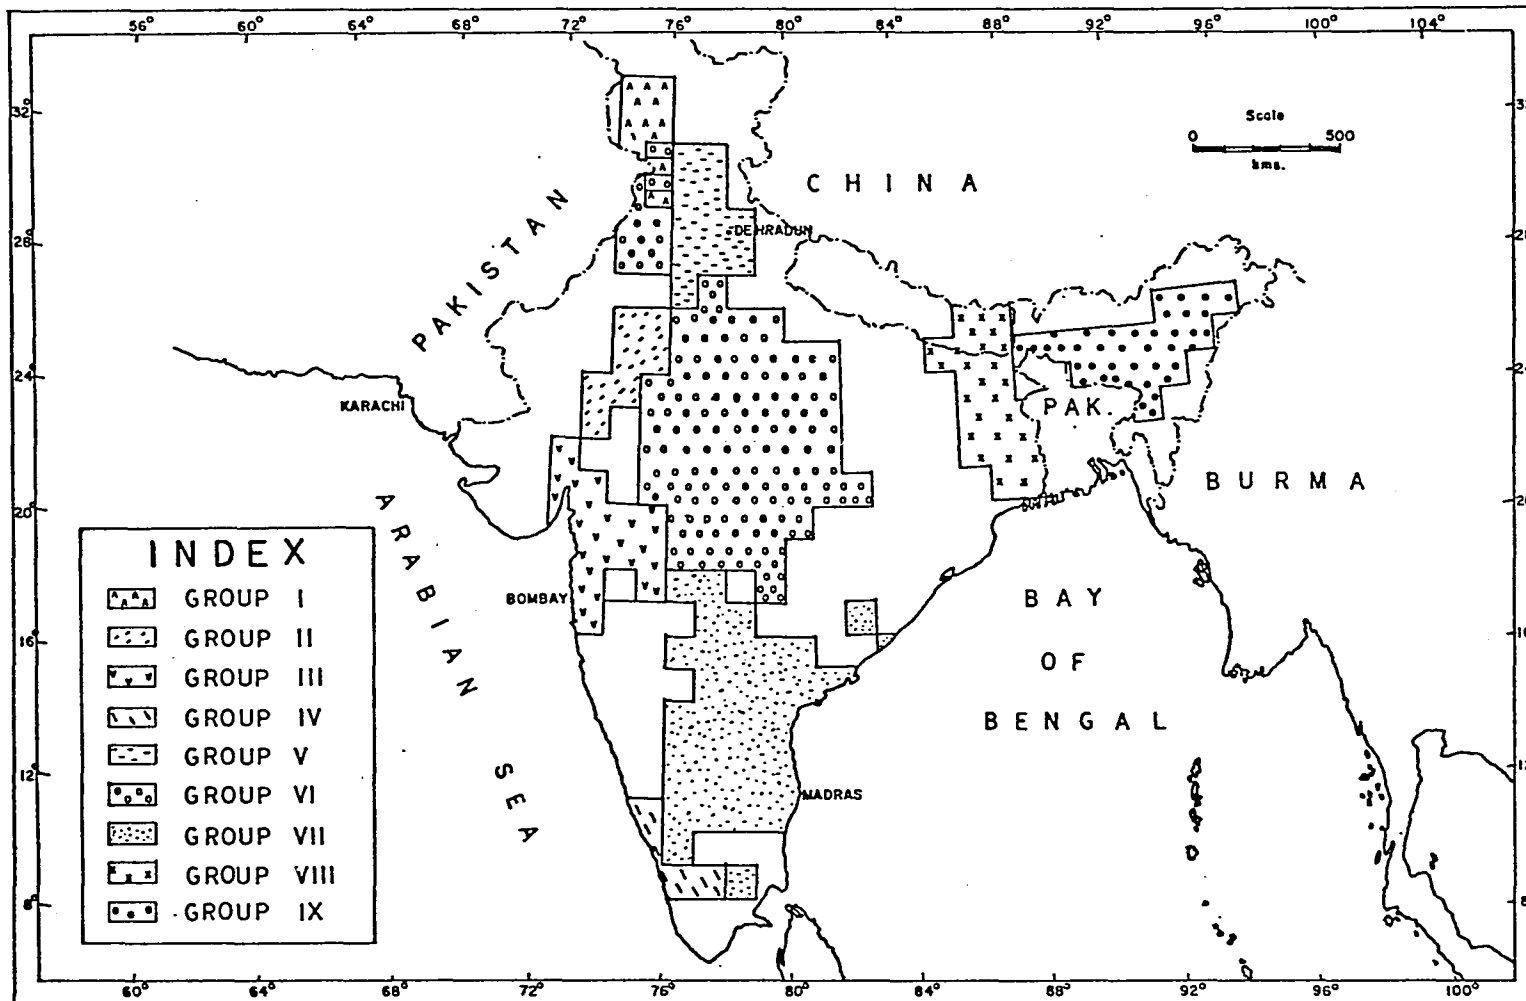 56° 60° 64° 68° 72° 76° 80° 84° 88° 92° 96° 100° 104°
32°
Scale
0 500
kms.
CHINA
PAKISTAN
DEHRADUN
28°
24°
KARACHI
PAK.
BURMA
20°
ARABIAN SEA
INDEX
GROUP I
GROUP II
GROUP III
GROUP IV
GROUP V
GROUP VI
GROUP VII
GROUP VIII
GROUP IX
BOMBAY
BAY
OF
BENGAL
16°
12°
MADRAS
8°
60° 64° 68° 72° 76° 80° 84° 88° 92° 96° 100°